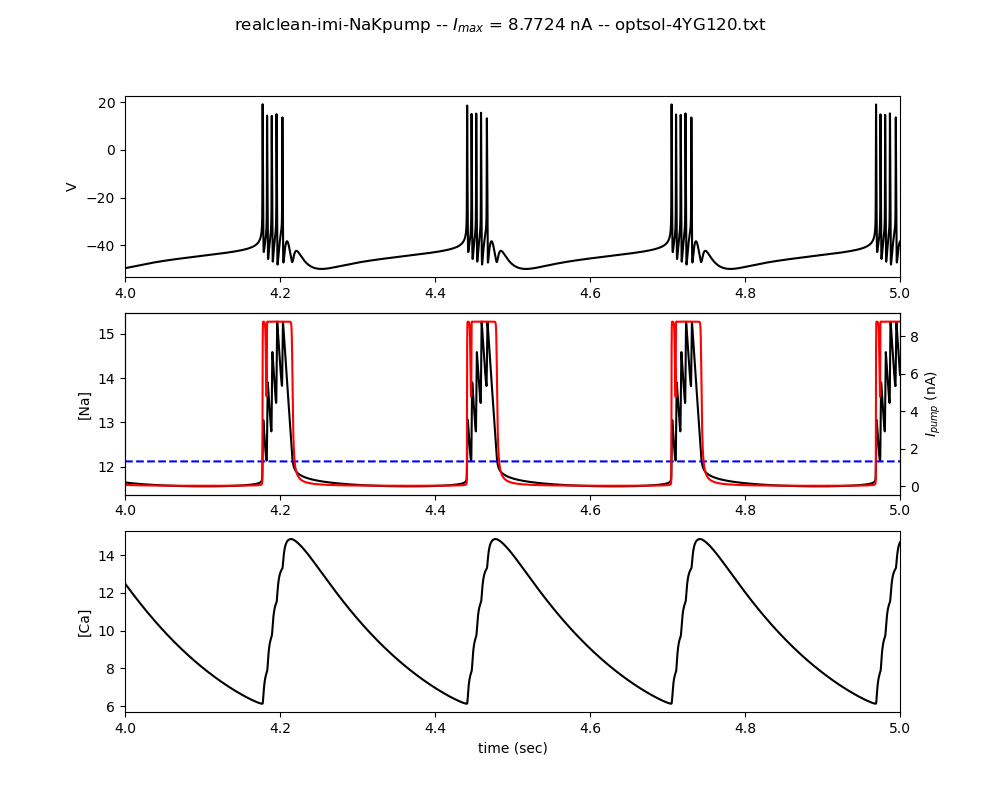 realclean-imi-NaKpump -- I_max = 8.7724 nA -- optsol-4YG120.txt
20
0
−20
−40
V
4.0 4.2 4.4 4.6 4.8 5.0
15
14
13
12
[Na]
8
6
4
2
0
I_pump (nA)
4.0 4.2 4.4 4.6 4.8 5.0
14
12
10
8
6
[Ca]
4.0 4.2 4.4 4.6 4.8 5.0
time (sec)